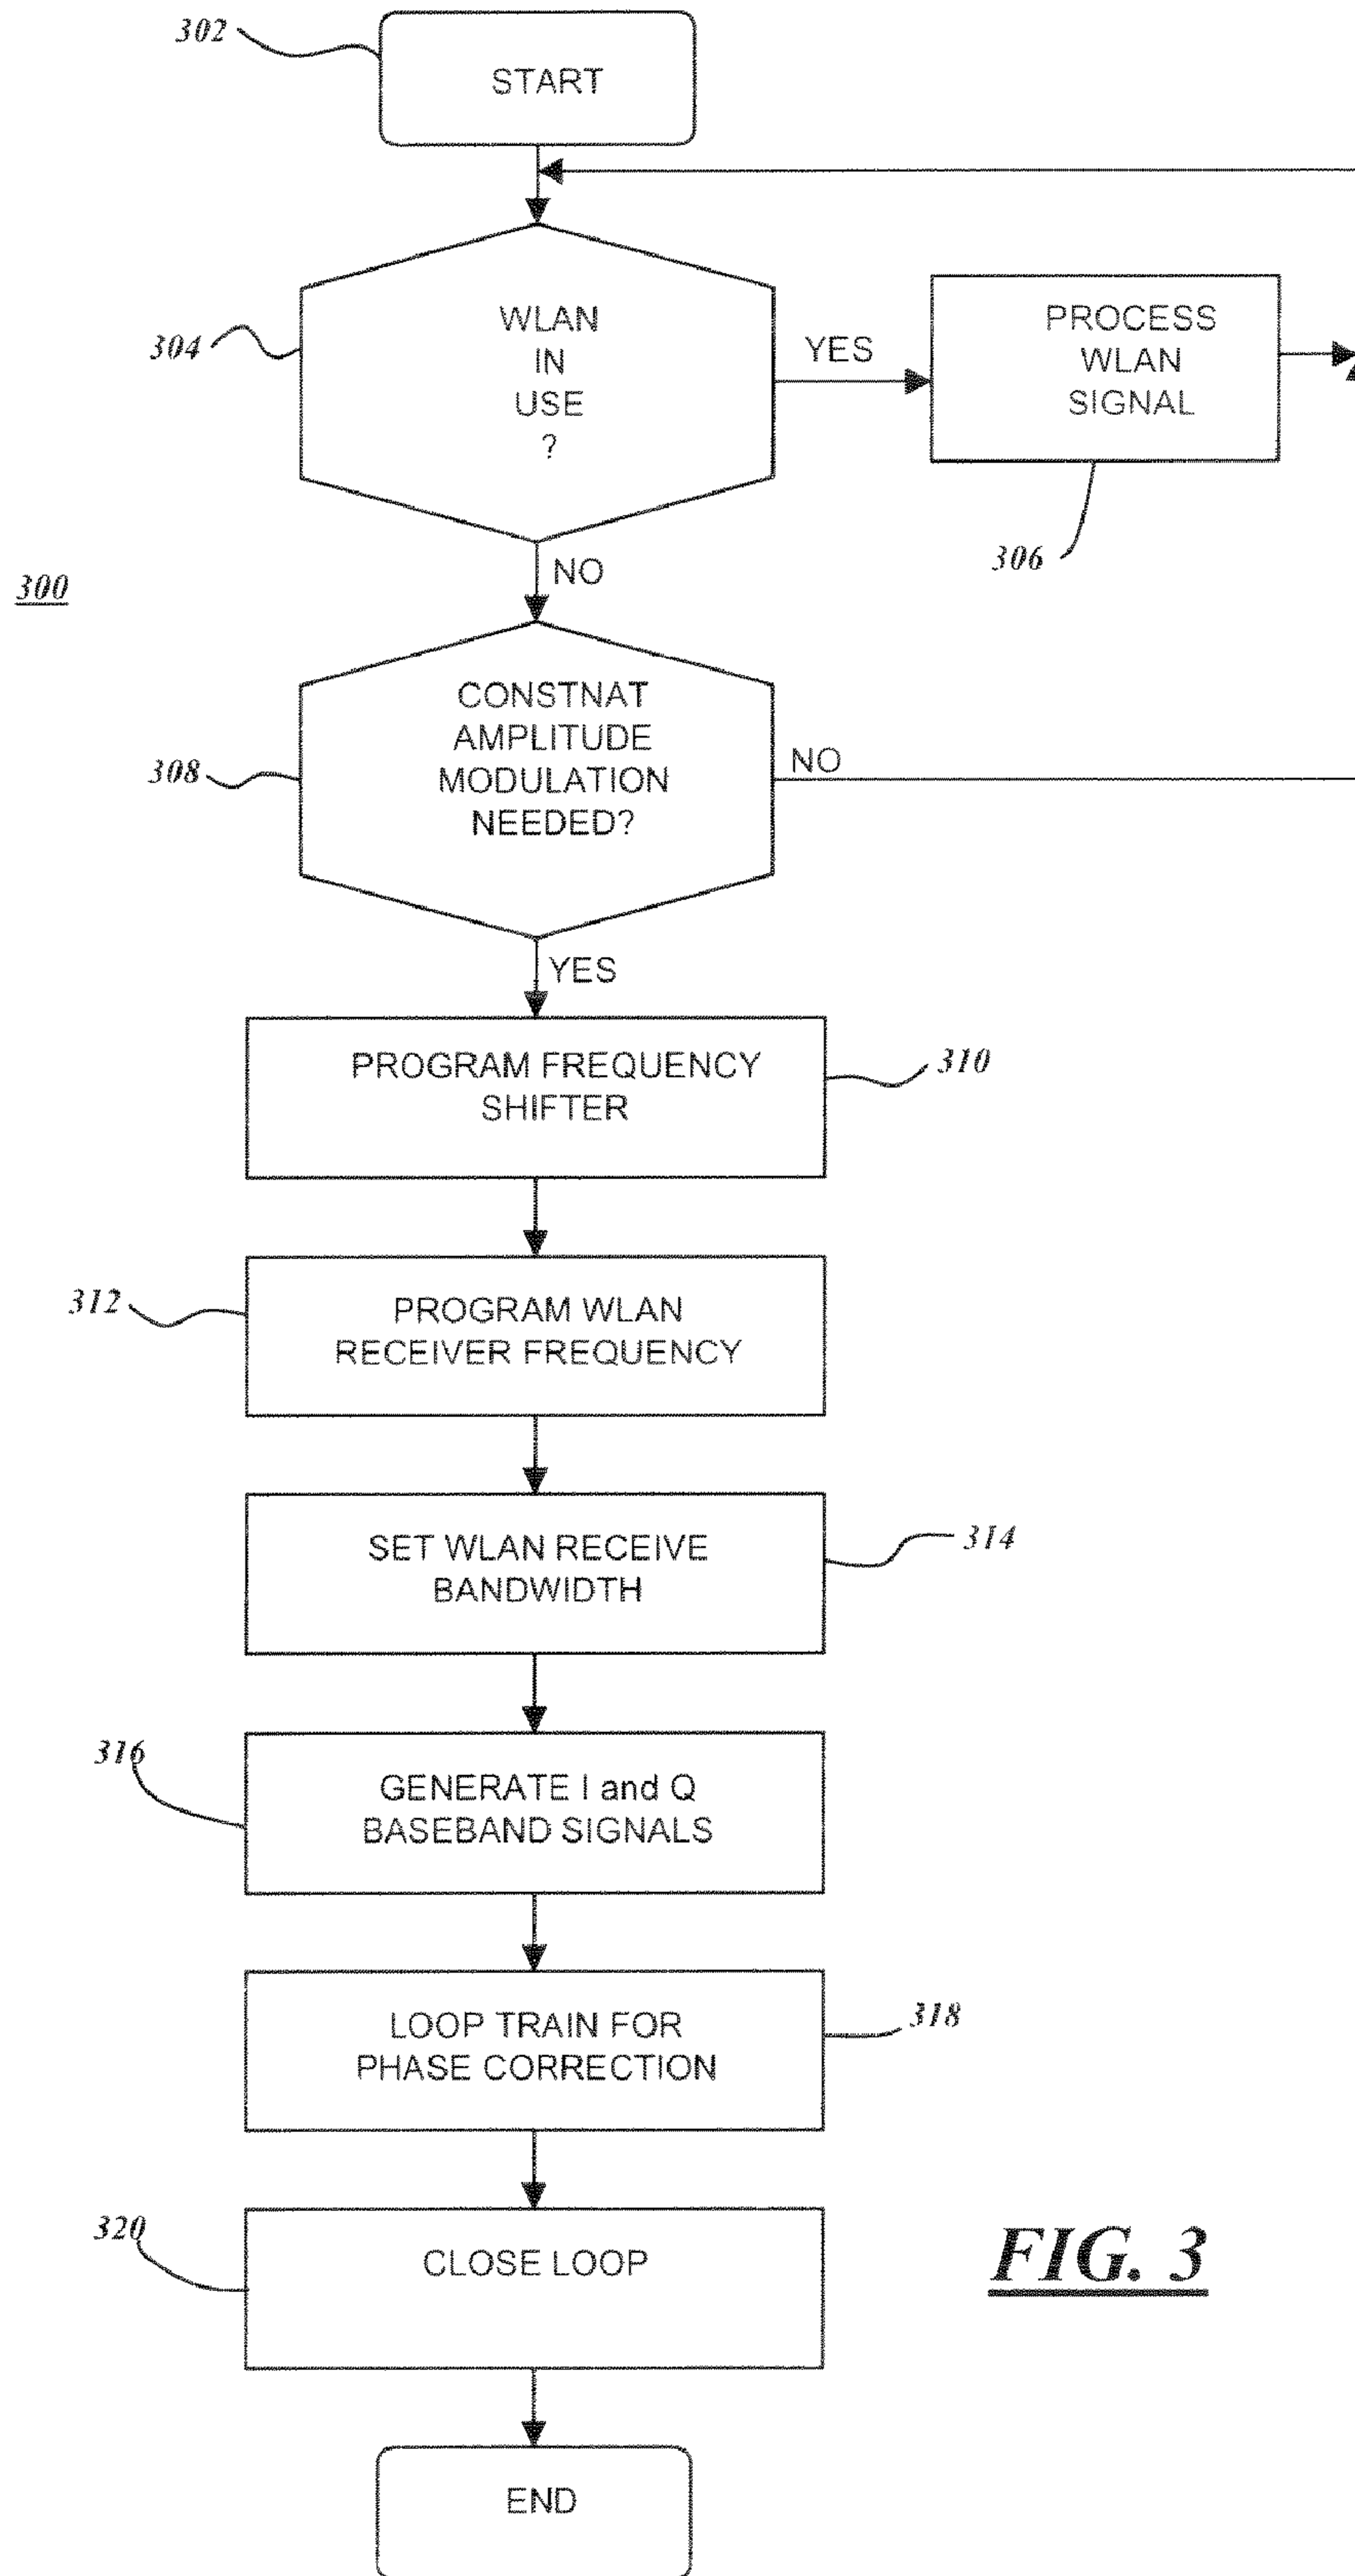 302
START
304
WLAN
IN
USE
?
YES
PROCESS
WLAN
SIGNAL
306
NO
300
308
CONSTNAT
AMPLITUDE
MODULATION
NEEDED?
NO
YES
PROGRAM FREQUENCY
SHIFTER
310
312
PROGRAM WLAN
RECEIVER FREQUENCY
SET WLAN RECEIVE
BANDWIDTH
314
316
GENERATE I and Q
BASEBAND SIGNALS
LOOP TRAIN FOR
PHASE CORRECTION
318
320
CLOSE LOOP
FIG. 3
END